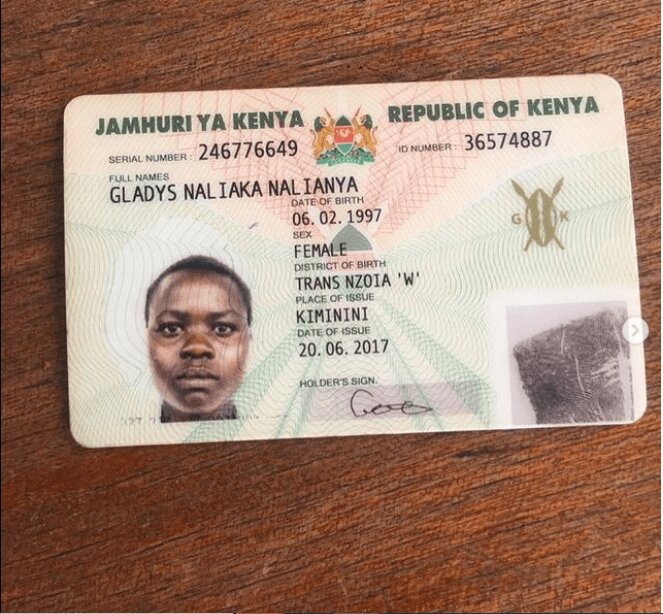 JAMHURI YA KENYA REPUBLIC OF KENYA
SERIAL NUMBER : 246776649 ID NUMBER : 36574887
FULL NAMES
GLADYS NALIAKA NALIANYA
DATE OF BIRTH
06. 02. 1997
SEX
FEMALE
DISTRICT OF BIRTH
TRANS NZOIA 'W'
PLACE OF ISSUE
KIMININI
DATE OF ISSUE
20. 06. 2017
HOLDER'S SIGN.
G K